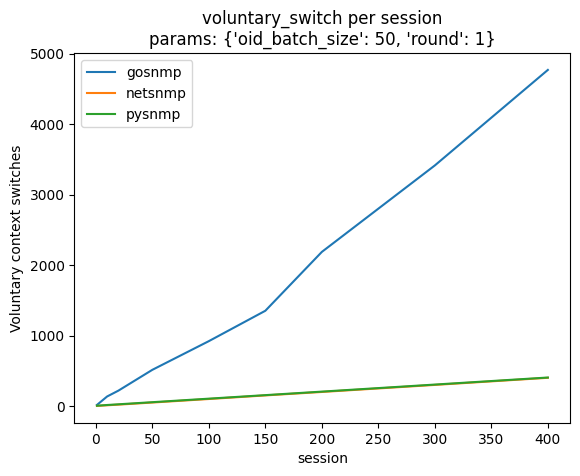 voluntary_switch per session
params: {'oid_batch_size': 50, 'round': 1}
gosnmp
netsnmp
pysnmp
Voluntary context switches
5000
4000
3000
2000
1000
0
0 50 100 150 200 250 300 350 400
session